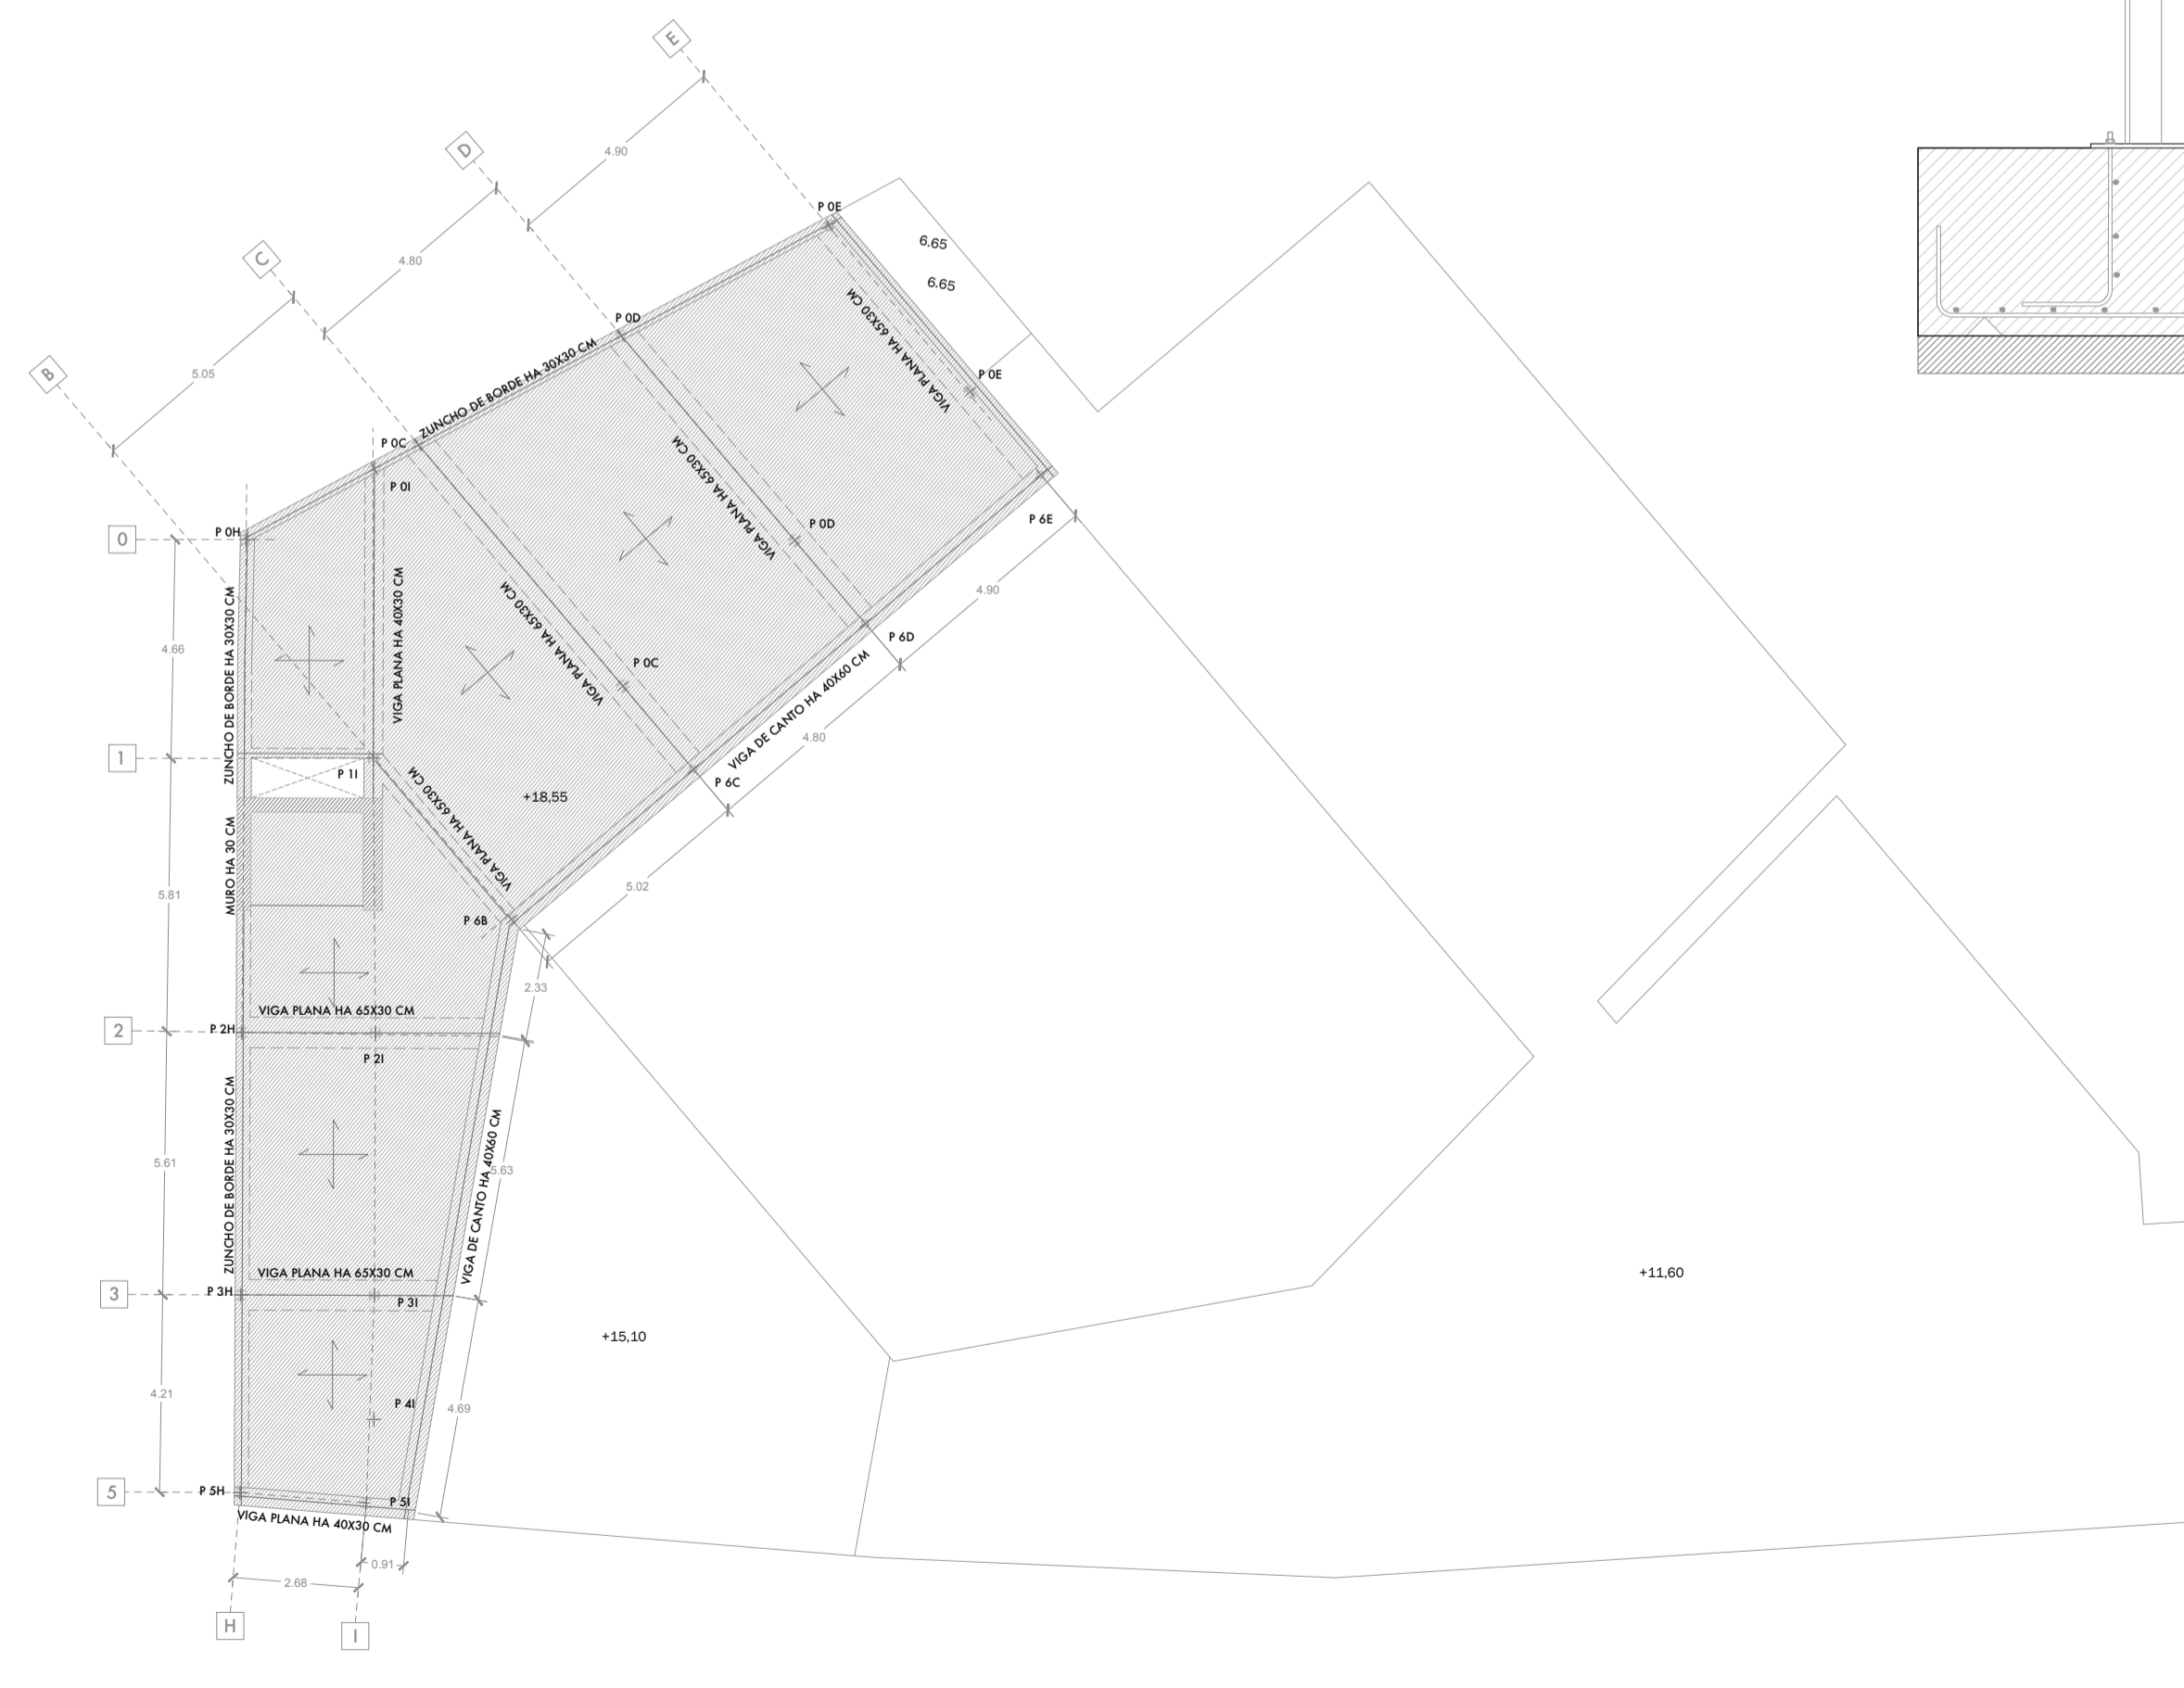 E
D
4.90
C
4.80
B
5.05
P 0E
6.65
6.65
VIGA PLANA HA 65X30 CM
P 0E
P 0D
ZUNCHO DE BORDE HA 30X30 CM
VIGA PLANA HA 65X30 CM
P 0D
P 0C
P 0I
P 6E
0
P 0H
4.90
4.66
ZUNCHO DE BORDE HA 30X30 CM
VIGA PLANA HA 40X30 CM
VIGA PLANA HA 65X30 CM
P 0C
P 6D
VIGA DE CANTO HA 40X60 CM
4.80
1
P 1I
P 6C
+18,55
VIGA PLANA HA 65X30 CM
MURO HA 30 CM
5.02
5.81
P 6B
2.33
VIGA PLANA HA 65X30 CM
2
P 2H
P 2I
5.61
ZUNCHO DE BORDE HA 30X30 CM
5.63
VIGA DE CANTO HA 40X60 CM
VIGA PLANA HA 65X30 CM
3
P 3H
P 3I
+11,60
+15,10
4.21
P 4I
4.69
5
P 5H
P 5I
VIGA PLANA HA 40X30 CM
0.91
2.68
H
I